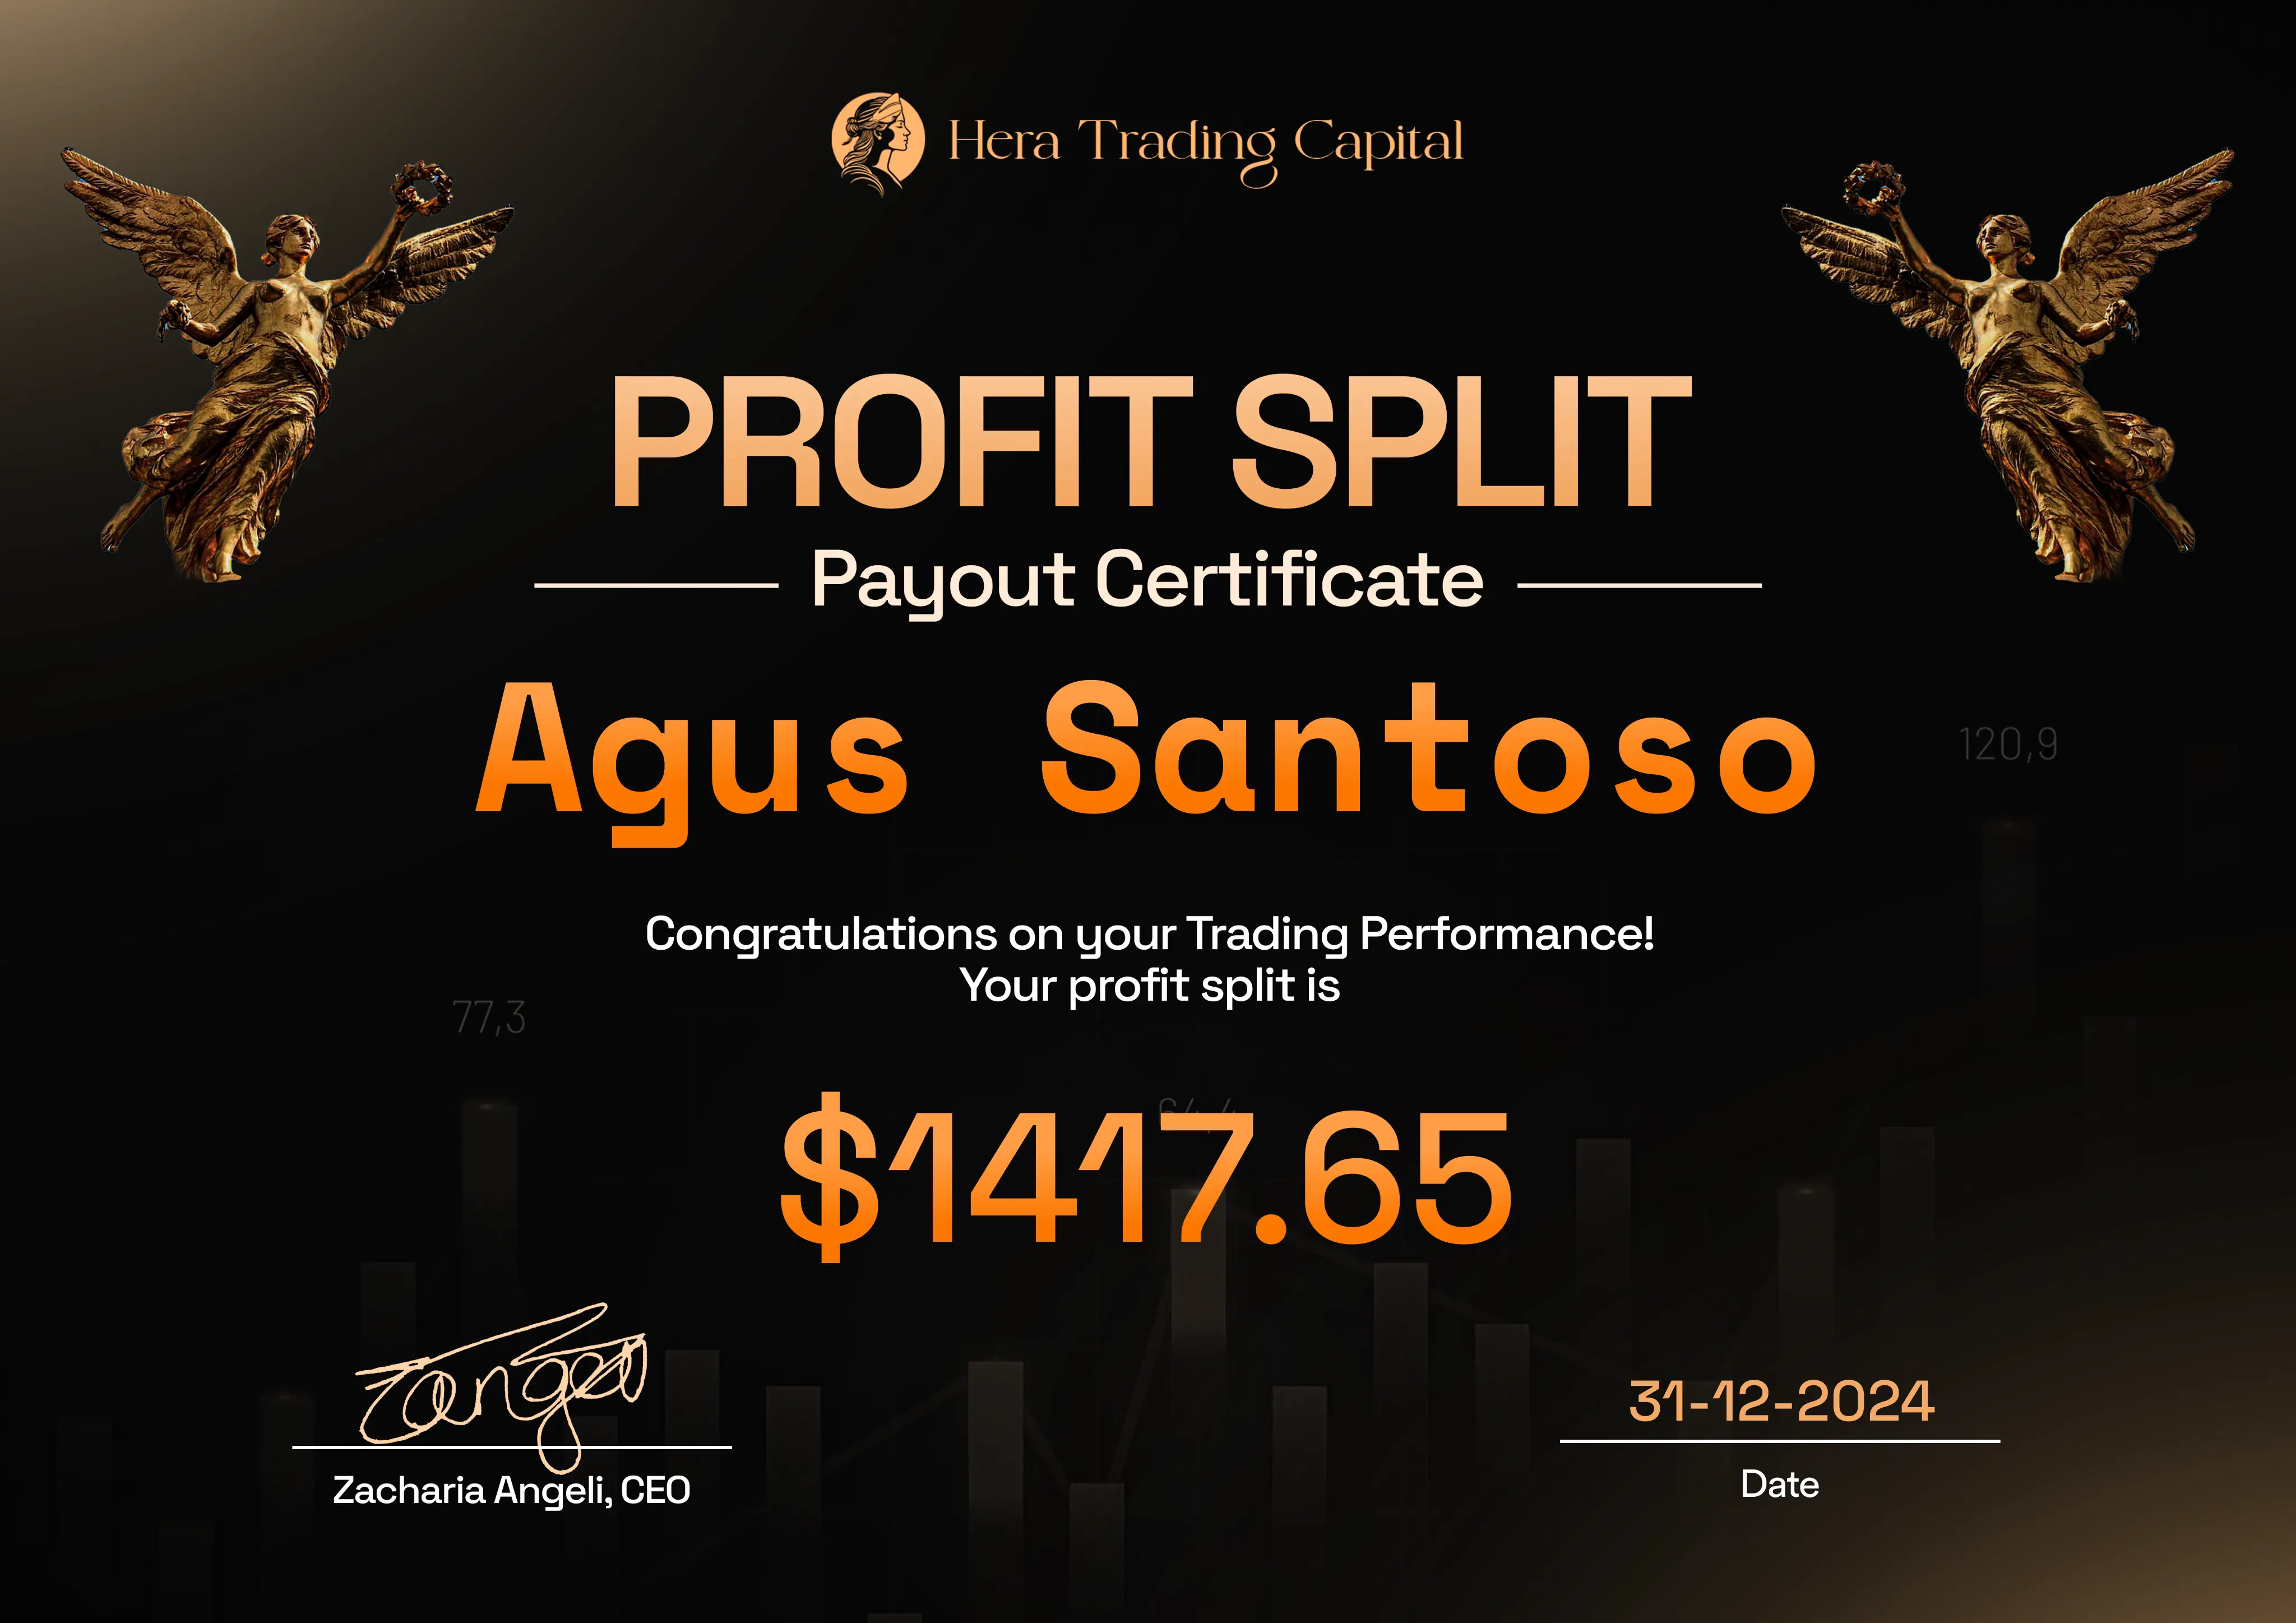 Hera Trading Capital
PROFIT SPLIT
Payout Certificate
Agus Santoso
120,9
Congratulations on your Trading Performance!
Your profit split is
77,3
$1417.65
31-12-2024
Zacharia Angeli, CEO
Date